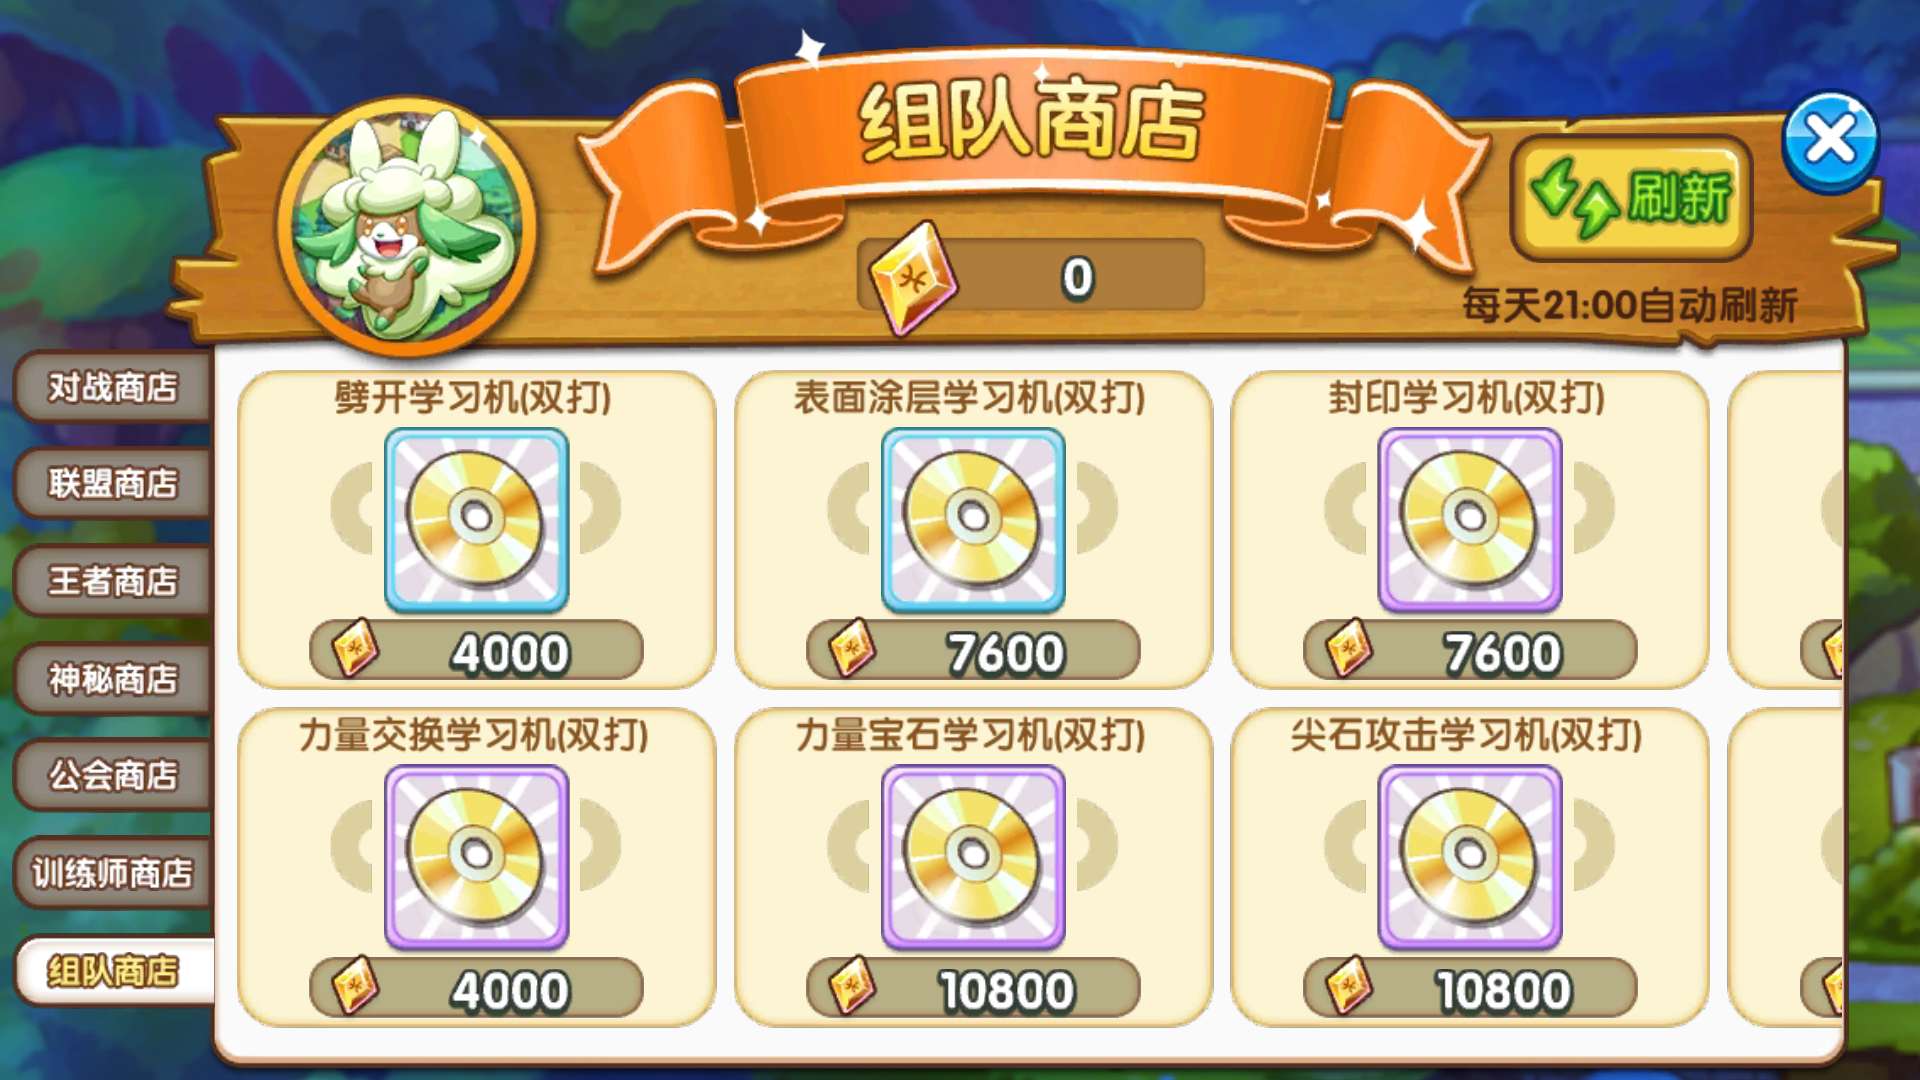 组队商店
刷新
0
每天21:00自动刷新
对战商店
联盟商店
王者商店
神秘商店
公会商店
训练师商店
组队商店
劈开学习机(双打)
4000
表面涂层学习机(双打)
7600
封印学习机(双打)
7600
力量交换学习机(双打)
4000
力量宝石学习机(双打)
10800
尖石攻击学习机(双打)
10800